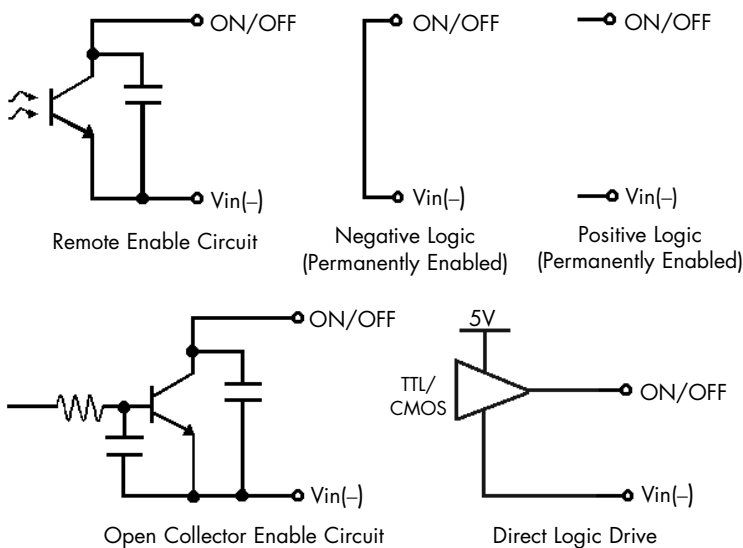 ON/OFF
Vin(–)
Remote Enable Circuit
ON/OFF
Vin(–)
Negative Logic
(Permanently Enabled)
ON/OFF
Vin(–)
Positive Logic
(Permanently Enabled)
ON/OFF
Vin(–)
Open Collector Enable Circuit
5V
TTL/
CMOS
ON/OFF
Vin(–)
Direct Logic Drive